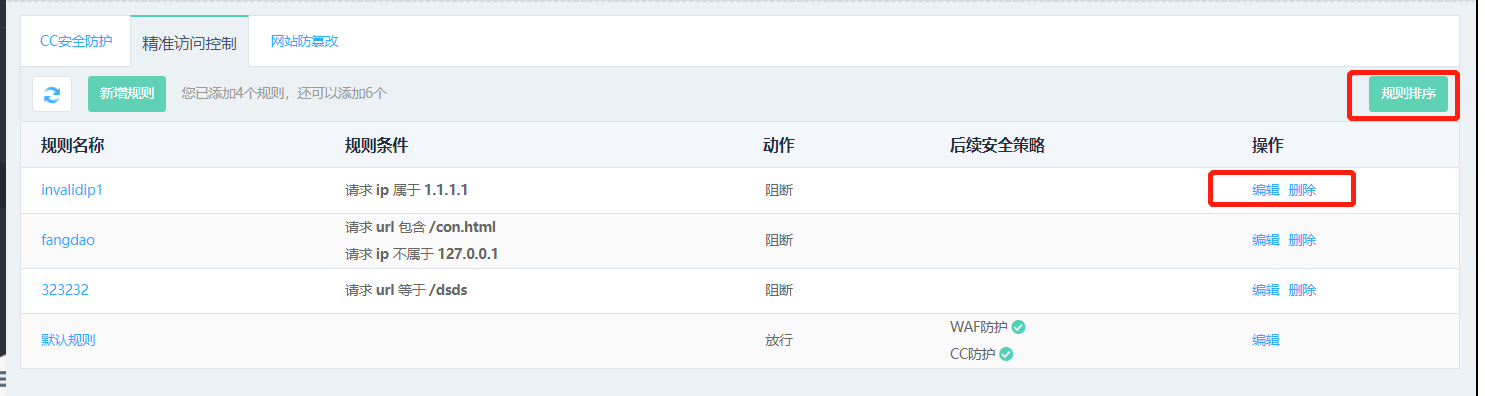 CC安全防护 精准访问控制 网站防篡改
新增规则 您已添加4个规则，还可以添加6个 规则排序
规则名称 规则条件 动作 后续安全策略 操作
invalidip1 请求 ip 属于 1.1.1.1 阻断 编辑 删除
fangdao 请求 url 包含 /con.html 阻断 编辑 删除
请求 ip 不属于 127.0.0.1
323232 请求 url 等于 /dsds 阻断 编辑 删除
默认规则 放行 WAF防护 编辑
CC防护